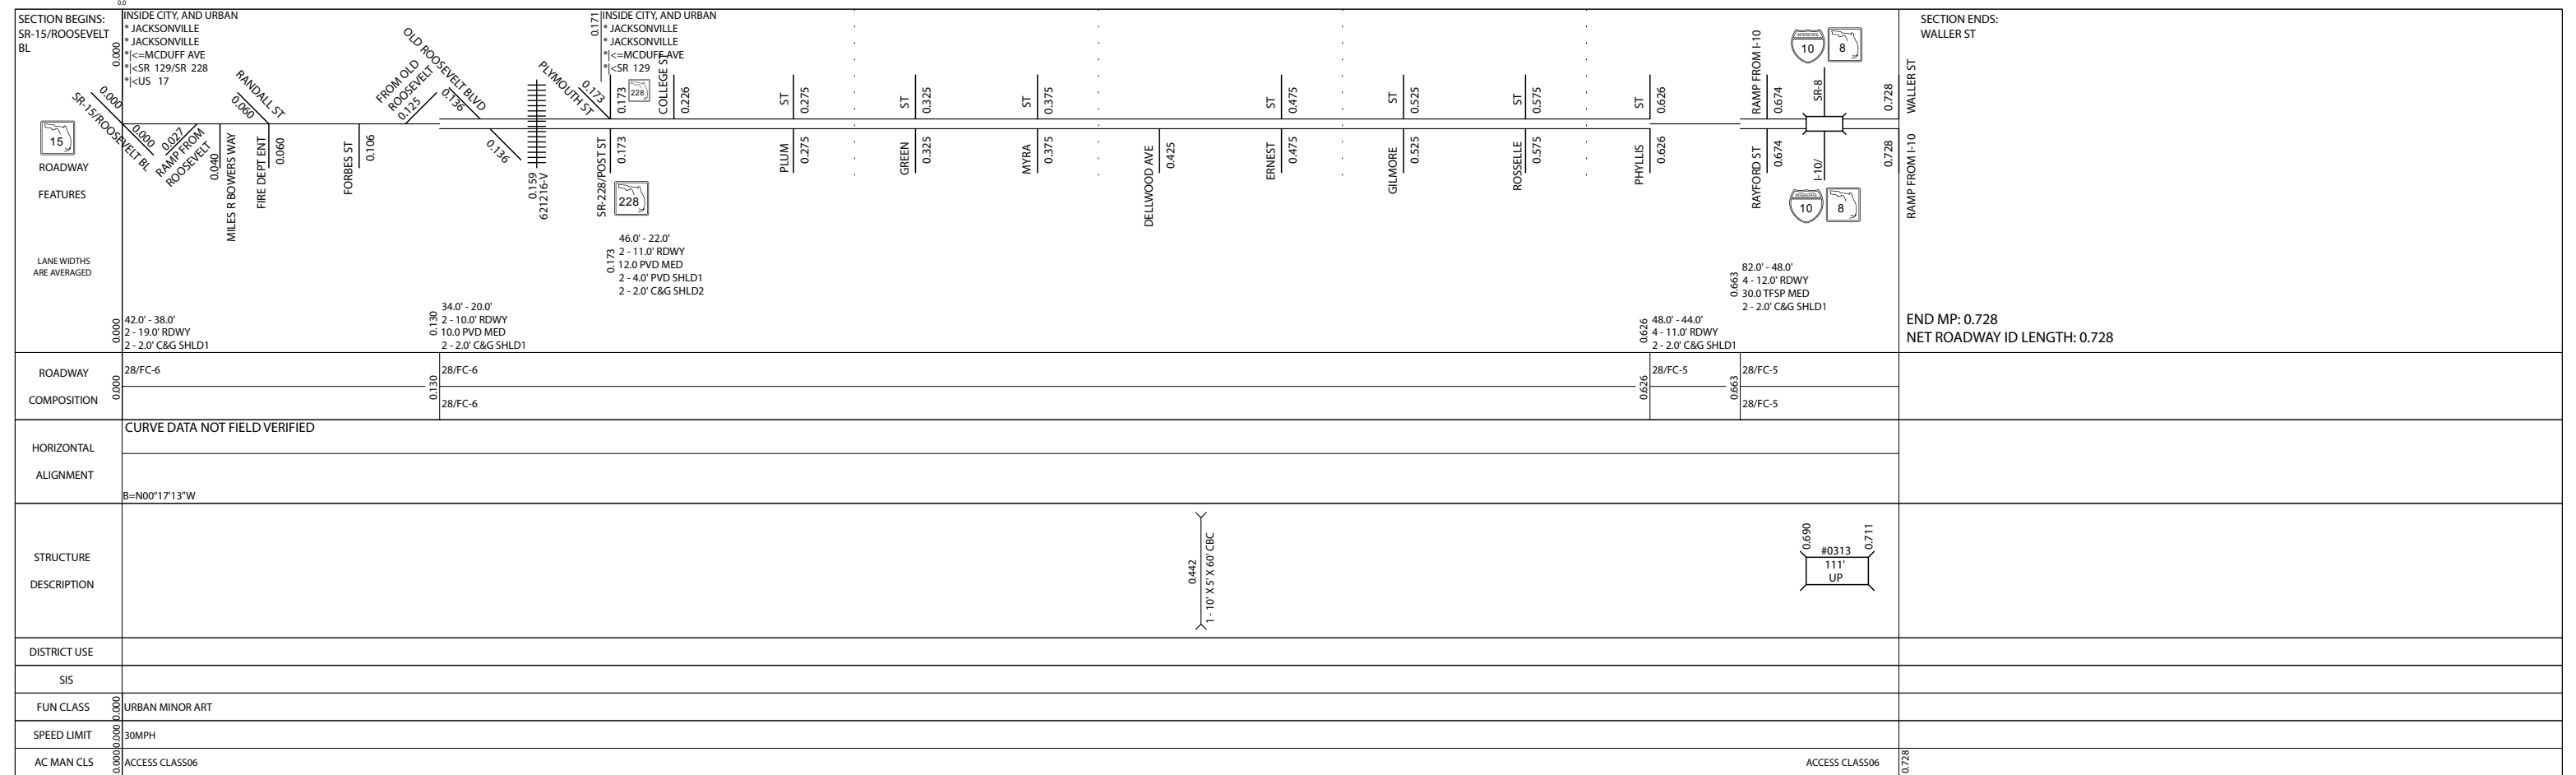 0.0
SECTION BEGINS:
SR-15/ROOSEVELT
BL
0.000
INSIDE CITY, AND URBAN
* JACKSONVILLE
* JACKSONVILLE
*|<=MCDUFF AVE
*|<SR 129/SR 228
*|<US 17
0.171
INSIDE CITY, AND URBAN
* JACKSONVILLE
* JACKSONVILLE
*|<=MCDUFF AVE
*|<SR 129
SECTION ENDS:
WALLER ST
15
ROADWAY
FEATURES
LANE WIDTHS
ARE AVERAGED
0.000
SR-15/ROOSEVELT BL
0.000
0.027
RAMP FROM
ROOSEVELT
0.040
MILES R BOWERS WAY
RANDALL ST
0.060
FIRE DEPT ENT
0.060
FORBES ST
0.106
FROM OLD
ROOSEVELT
0.125
OLD ROOSEVELT BLVD
0.136
0.136
0.159
621216-V
PLYMOUTH ST
0.173
0.173
228
SR-228/POST ST
0.173
228
COLLEGE ST
0.226
ST
0.275
PLUM
0.275
ST
0.325
GREEN
0.325
ST
0.375
MYRA
0.375
DELLWOOD AVE
0.425
ST
0.475
ERNEST
0.475
ST
0.525
GILMORE
0.525
ST
0.575
ROSSELLE
0.575
ST
0.626
PHYLLIS
0.626
RAMP FROM I-10
0.674
RAYFORD ST
0.674
INTERSTATE
10
8
SR-8
I-10/
INTERSTATE
10
8
0.728
WALLER ST
0.728
RAMP FROM I-10
0.000
42.0' - 38.0'
2 - 19.0' RDWY
2 - 2.0' C&G SHLD1
0.130
34.0' - 20.0'
2 - 10.0' RDWY
10.0 PVD MED
2 - 2.0' C&G SHLD1
0.173
46.0' - 22.0'
2 - 11.0' RDWY
12.0 PVD MED
2 - 4.0' PVD SHLD1
2 - 2.0' C&G SHLD2
0.626
48.0' - 44.0'
4 - 11.0' RDWY
2 - 2.0' C&G SHLD1
0.663
82.0' - 48.0'
4 - 12.0' RDWY
30.0 TFSP MED
2 - 2.0' C&G SHLD1
END MP: 0.728
NET ROADWAY ID LENGTH: 0.728
ROADWAY
COMPOSITION
0.000
28/FC-6
0.130
28/FC-6
28/FC-6
0.626
28/FC-5
0.663
28/FC-5
28/FC-5
HORIZONTAL
ALIGNMENT
CURVE DATA NOT FIELD VERIFIED
B=N00°17'13"W
STRUCTURE
DESCRIPTION
0.442
1 - 10' X 5' X 60' CBC
0.690
#0313
111'
UP
0.711
DISTRICT USE
SIS
FUN CLASS
0.000
URBAN MINOR ART
SPEED LIMIT
0.000
30MPH
AC MAN CLS
0.000
ACCESS CLASS06
ACCESS CLASS06
0.728